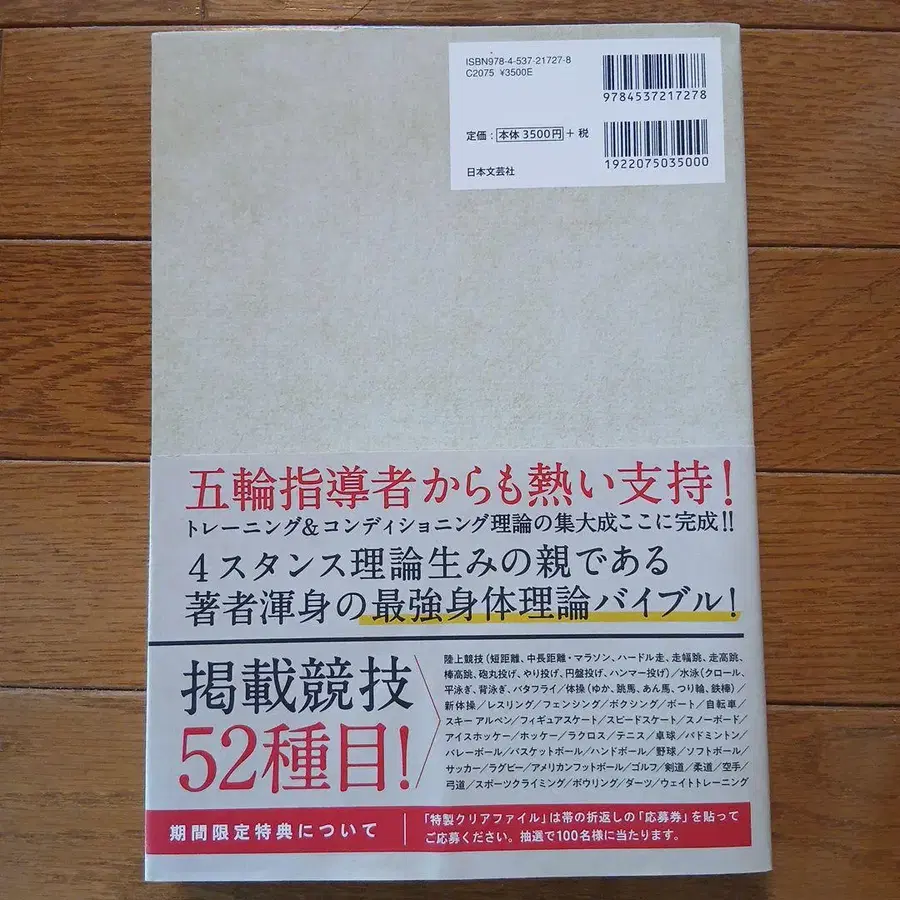 ISBN978-4-537-21727-8
C2075 ¥3500E
9784537217278
定価：本体3500円＋税
1922075035000
日本文芸社
五輪指導者からも熱い支持！
トレーニング&コンディショニング理論の集大成ここに完成!!
4スタンス理論生みの親である
著者渾身の最強身体理論バイブル！
掲載競技
52種目！
陸上競技（短距離、中長距離・マラソン、ハードル走、走幅跳、走高跳、
棒高跳、砲丸投げ、やり投げ、円盤投げ、ハンマー投げ）／水泳（クロール、
平泳ぎ、背泳ぎ、バタフライ／体操（ゆか、跳馬、あん馬、つり輪、鉄棒）／
新体操／レスリング／フェンシング／ボクシング／ボート／自転車／
スキー アルペン／フィギュアスケート／スピードスケート／スノーボード／
アイスホッケー／ホッケー／ラクロス／テニス／卓球／バドミントン／
バレーボール／バスケットボール／ハンドボール／野球／ソフトボール／
サッカー／ラグビー／アメリカンフットボール／ゴルフ／剣道／柔道／空手／
弓道／スポーツクライミング／ボウリング／ダーツ／ウェイトトレーニング
期間限定特典について
「特製クリアファイル」は帯の折返しの「応募券」を貼って
ご応募ください。抽選で100名様に当たります。